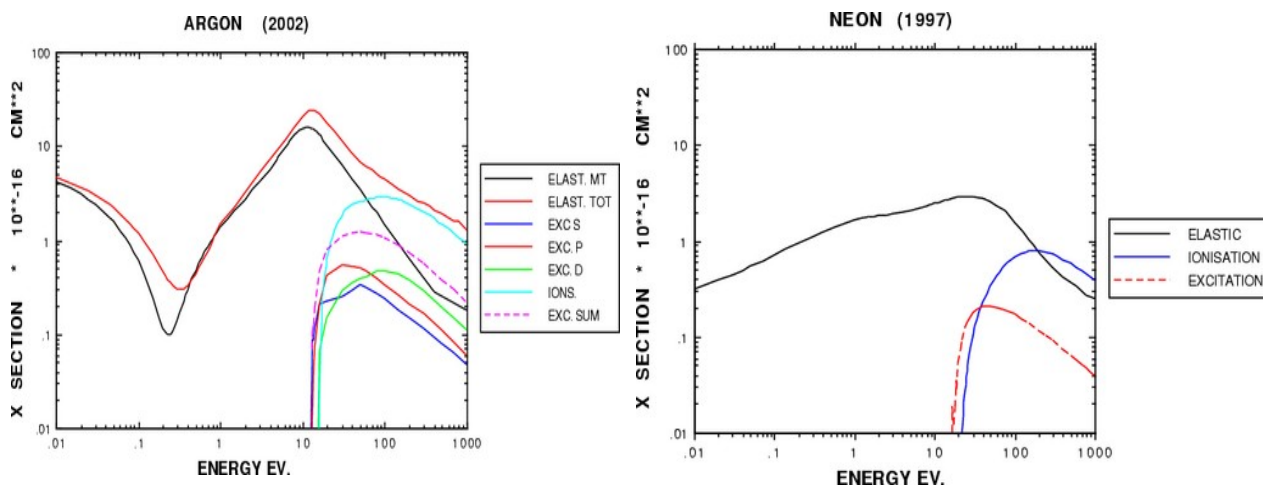 ARGON (2002)
X SECTION * 10**-16 CM**2
100
10
1
.1
.01
.01
.1
1
10
100
1000
ENERGY EV.
ELAST. MT
ELAST. TOT
EXC S
EXC. P
EXC. D
IONS.
EXC. SUM
NEON (1997)
X SECTION * 10**-16 CM**2
100
10
1
.1
.01
.01
.1
1
10
100
1000
ENERGY EV.
ELASTIC
IONISATION
EXCITATION